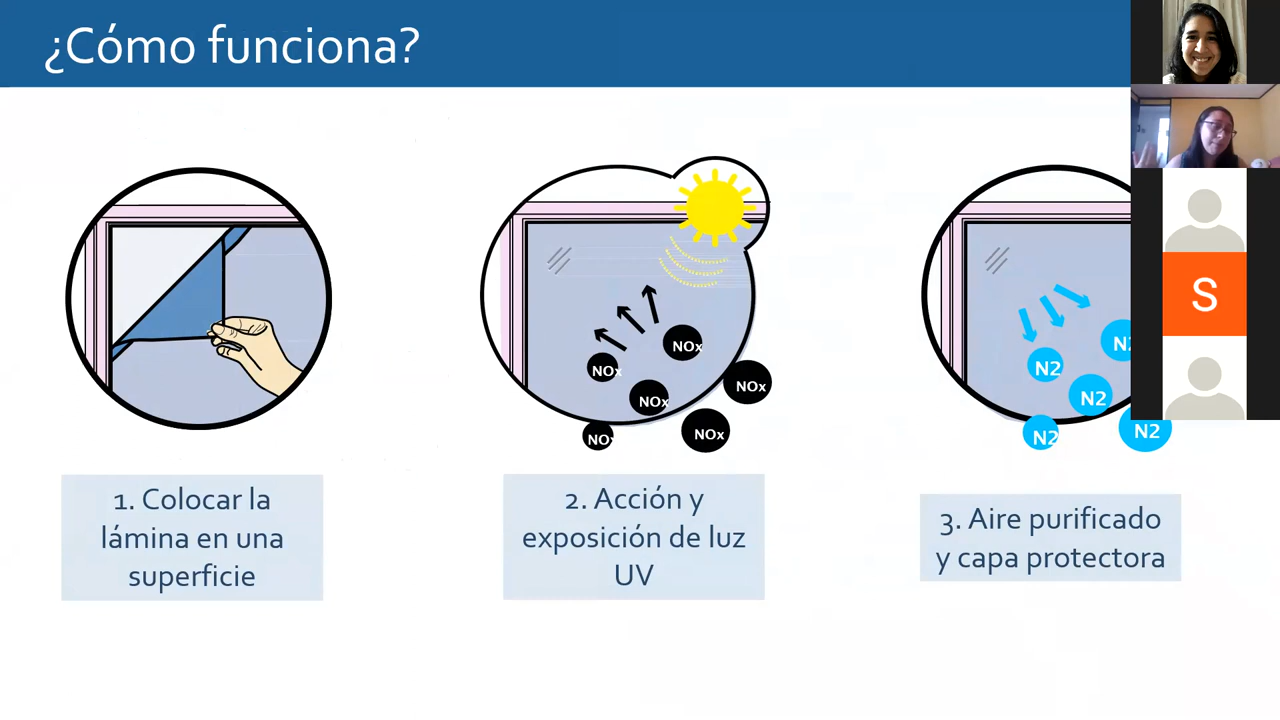 ¿Cómo funciona?
S
NOx
NOx
NOx
NOx
NOx
N2
N2
N2
N2
1. Colocar la
lámina en una
superficie
2. Acción y
exposición de luz
UV
3. Aire purificado
y capa protectora